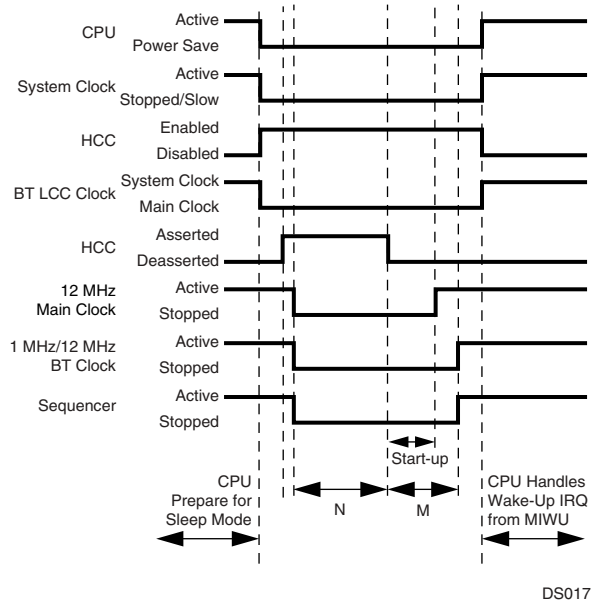 CPU
Active
Power Save
System Clock
Active
Stopped/Slow
HCC
Enabled
Disabled
BT LCC Clock
System Clock
Main Clock
HCC
Asserted
Deasserted
12 MHz
Main Clock
Active
Stopped
1 MHz/12 MHz
BT Clock
Active
Stopped
Sequencer
Active
Stopped
Start-up
CPU
Prepare for
Sleep Mode
N
M
CPU Handles
Wake-Up IRQ
from MIWU
DS017